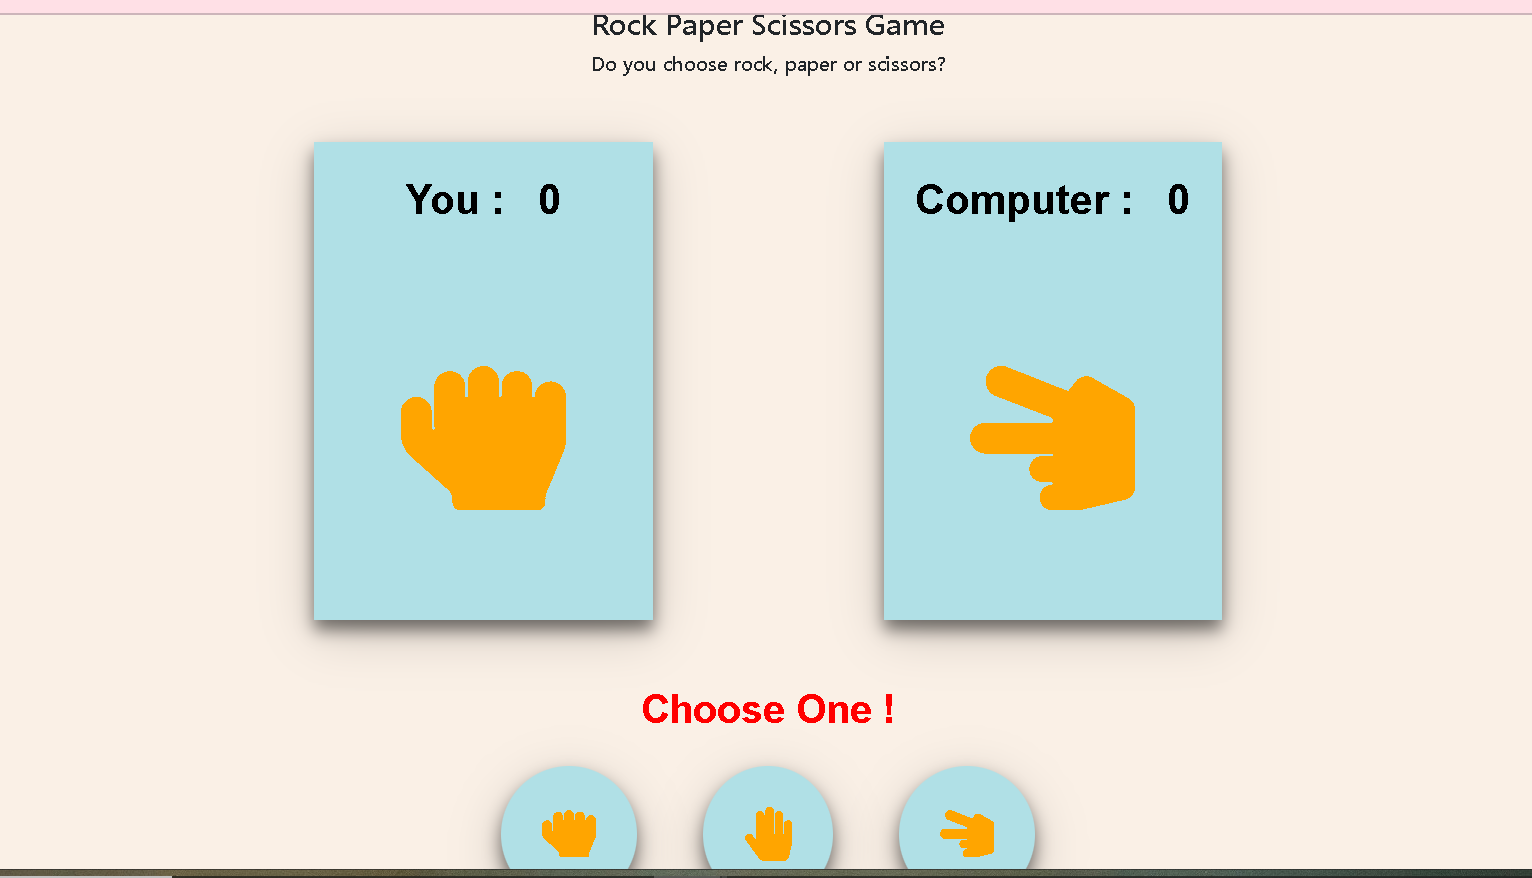 Rock Paper Scissors Game
Do you choose rock, paper or scissors?
You : 0
Computer : 0
Choose One !